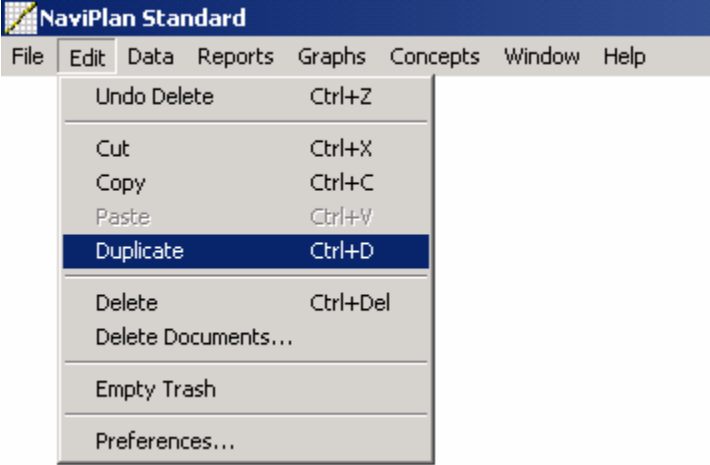 NaviPlan Standard
File Edit Data Reports Graphs Concepts Window Help
Undo Delete Ctrl+Z
Cut Ctrl+X
Copy Ctrl+C
Paste Ctrl+V
Duplicate Ctrl+D
Delete Ctrl+Del
Delete Documents...
Empty Trash
Preferences...